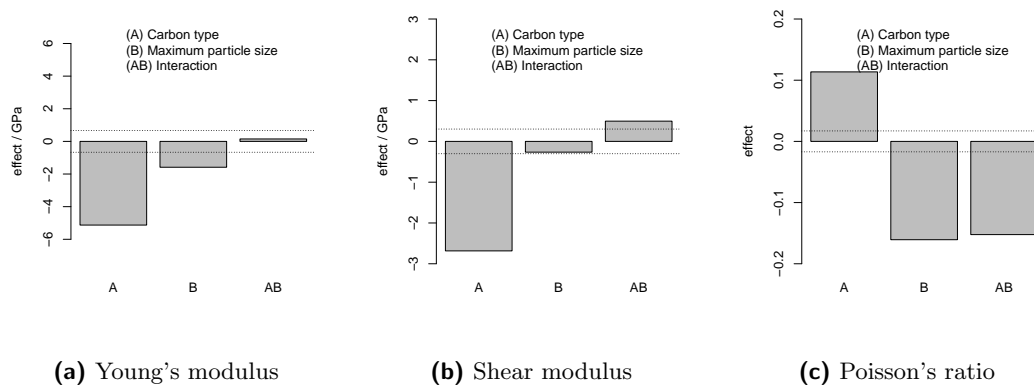 (A) Carbon type
(B) Maximum particle size
(AB) Interaction
effect / GPa
6
4
2
0
−2
−4
−6
A B AB
(a) Young's modulus
(A) Carbon type
(B) Maximum particle size
(AB) Interaction
effect / GPa
3
2
1
0
−1
−2
−3
A B AB
(b) Shear modulus
(A) Carbon type
(B) Maximum particle size
(AB) Interaction
effect
0.2
0.1
0.0
−0.1
−0.2
A B AB
(c) Poisson's ratio